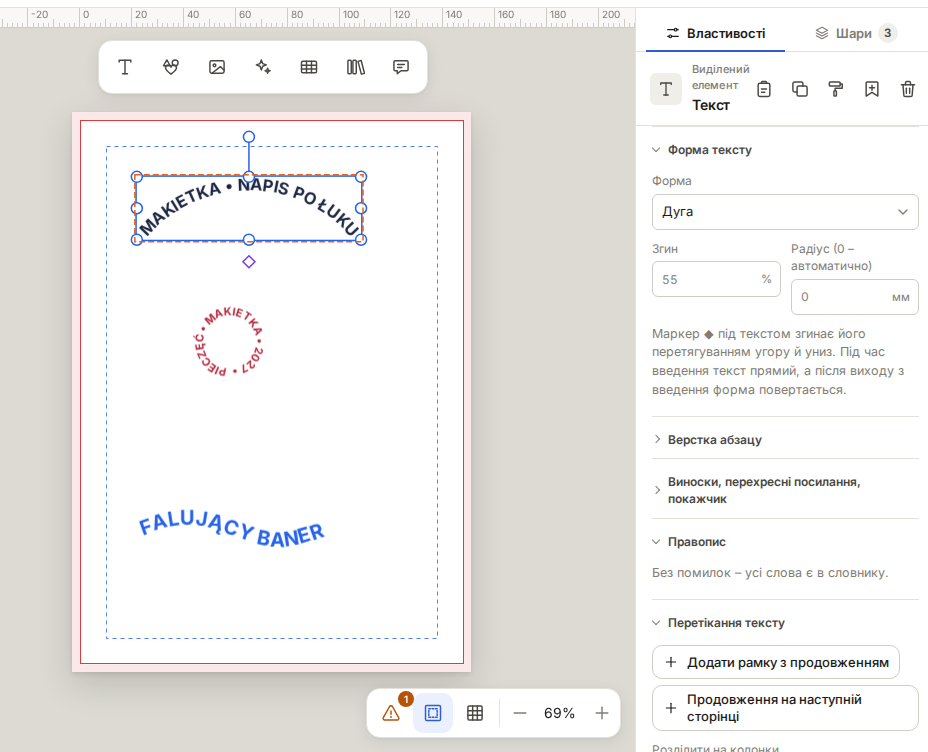 -20 0 20 40 60 80 100 120 140 160 180 200
Властивості
Шари 3
Виділений елемент
Текст
Форма тексту
Форма
Дуга
Згин
Радіус (0 – автоматично)
55 %
0 мм
Маркер ◆ під текстом згинає його
перетягуванням угору й униз. Під час
введення текст прямий, а після виходу з
введення форма повертається.
Верстка абзацу
Виноски, перехресні посилання,
покажчик
Правопис
Без помилок – усі слова є в словнику.
Перетікання тексту
Додати рамку з продовженням
Продовження на наступній
сторінці
Розділити на колонки
MAKIETKA • NAPIS PO ŁUKU
PIECZĘĆ • MAKIETKA • 2027 •
FALUJĄCY BANER
1
69%